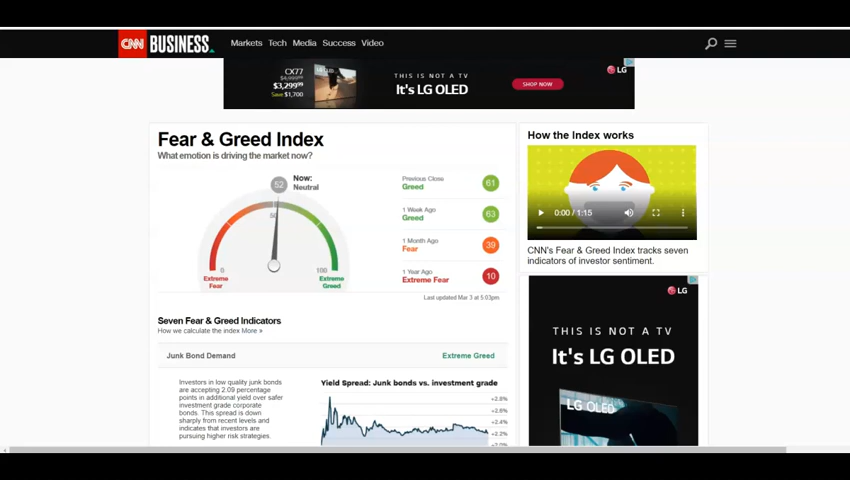 CNN BUSINESS
Markets Tech Media Success Video
CX77
$4,999.99
$3,299.99
Save $1,700
THIS IS NOT A TV
It's LG OLED
SHOP NOW
LG
Fear & Greed Index
What emotion is driving the market now?
52
Now:
Neutral
50
0
100
Extreme
Fear
Extreme
Greed
Previous Close
Greed
61
1 Week Ago
Greed
63
1 Month Ago
Fear
39
1 Year Ago
Extreme Fear
10
Last updated Mar 3 at 5:03pm
Seven Fear & Greed Indicators
How we calculate the index More »
Junk Bond Demand
Extreme Greed
Investors in low quality junk bonds
are accepting 2.09 percentage
points in additional yield over safer
investment grade corporate
bonds. This spread is down
sharply from recent levels and
indicates that investors are
pursuing higher risk strategies.
Yield Spread: Junk bonds vs. investment grade
+2.8%
+2.6%
+2.4%
+2.2%
How the Index works
0:00 / 1:15
CNN's Fear & Greed Index tracks seven
indicators of investor sentiment.
LG
THIS IS NOT A TV
It's LG OLED
LG OLED